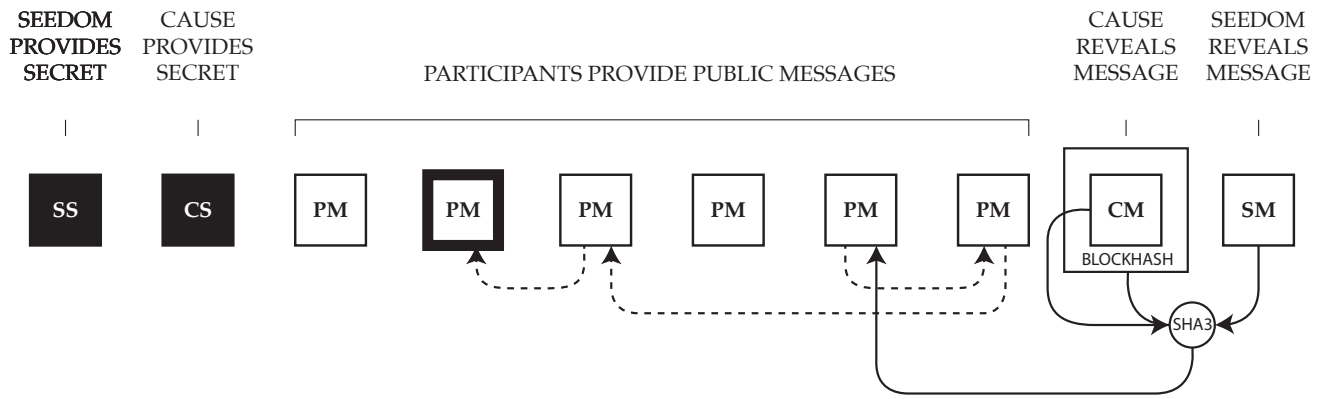 SEEDOM
PROVIDES
SECRET
CAUSE
PROVIDES
SECRET
PARTICIPANTS PROVIDE PUBLIC MESSAGES
CAUSE
REVEALS
MESSAGE
SEEDOM
REVEALS
MESSAGE
SS
CS
PM
PM
PM
PM
PM
PM
CM
BLOCKHASH
SM
SHA3